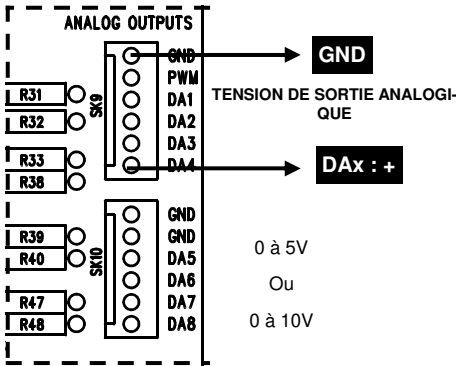 ANALOG OUTPUTS
GND
PWM
DA1
DA2
DA3
DA4
SK9
R31
R32
R33
R38
GND
TENSION DE SORTIE ANALOGI-
QUE
DAx : +
GND
GND
DA5
DA6
DA7
DA8
SK10
R39
R40
R47
R48
0 à 5V
Ou
0 à 10V